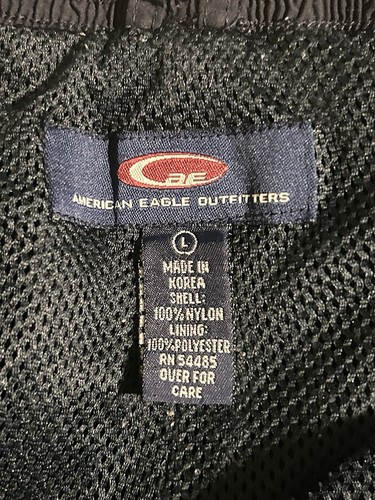 AE
AMERICAN EAGLE OUTFITTERS
L
MADE IN
KOREA
SHELL:
100% NYLON
LINING:
100% POLYESTER
RN 54485
OVER FOR
CARE